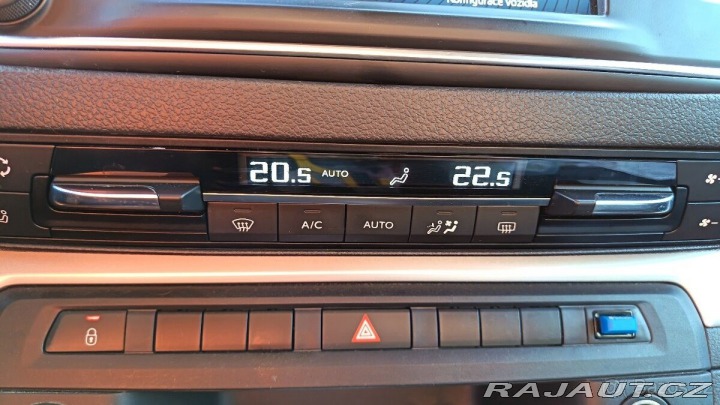 Konfigurace vozidla
20.5 AUTO 22.5
A/C AUTO
RAJAUT.CZ